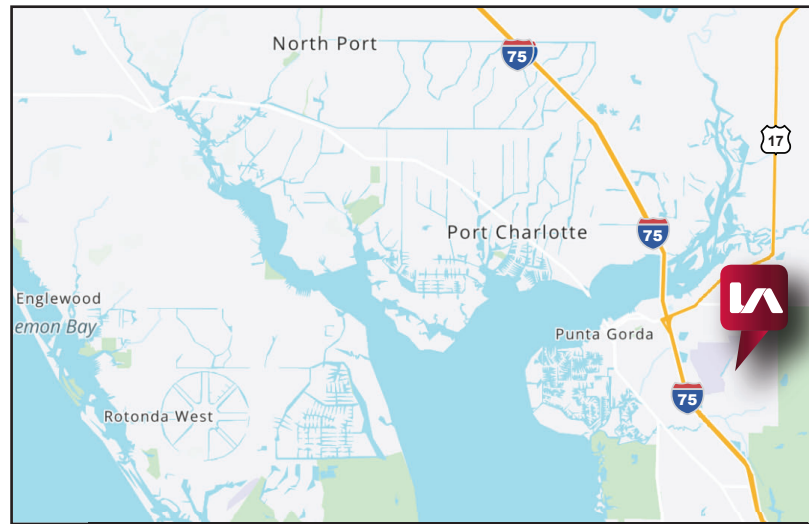 North Port
75
17
Port Charlotte
75
Englewood
emon Bay
Punta Gorda
75
Rotonda West